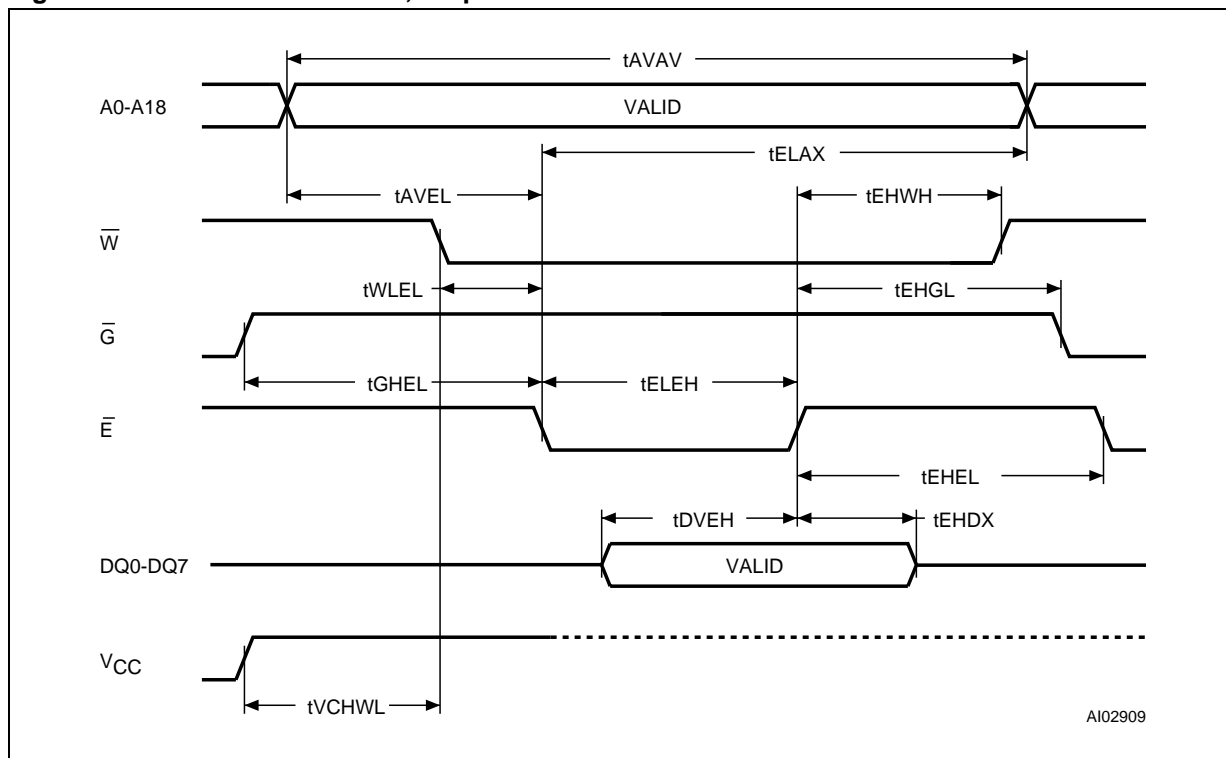 tAVAV
A0-A18
VALID
tELAX
tAVEL
tEHWH
W̅
tWLEL
tEHGL
G̅
tGHEL
tELEH
E̅
tEHEL
tDVEH
tEHDX
DQ0-DQ7
VALID
VCC
tVCHWL
AI02909